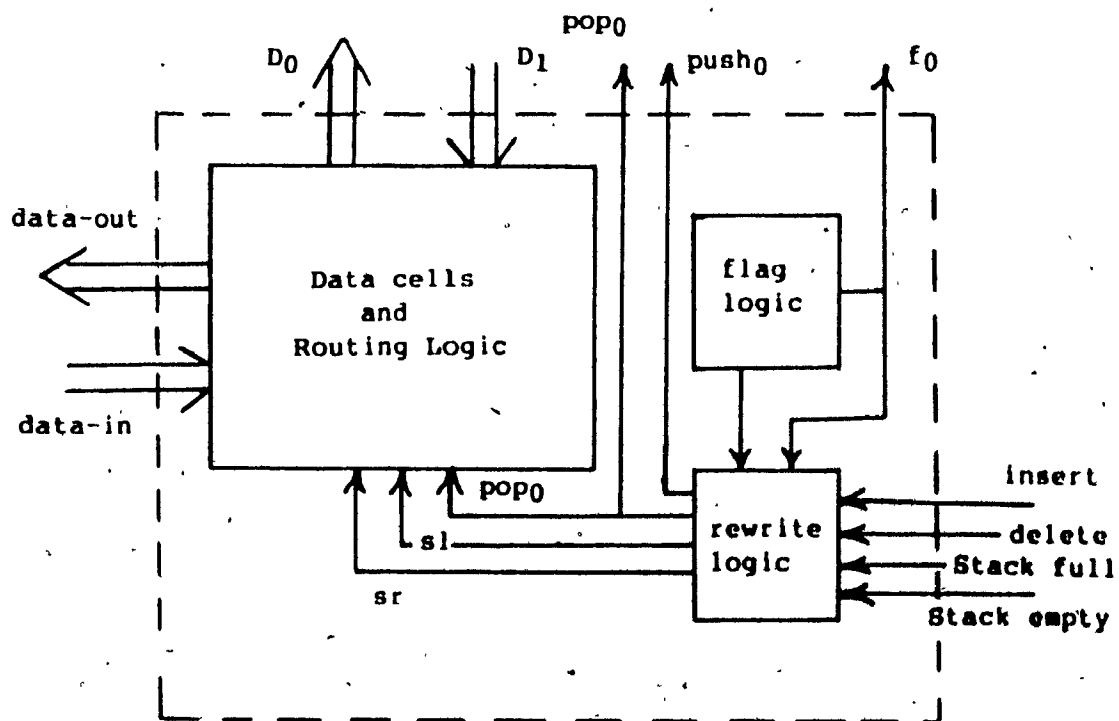 pop0
D0
D1
push0
f0
data-out
flag
logic
Data cells
and
Routing Logic
data-in
pop0
insert
sl
rewrite
logic
delete
Stack full
sr
Stack empty